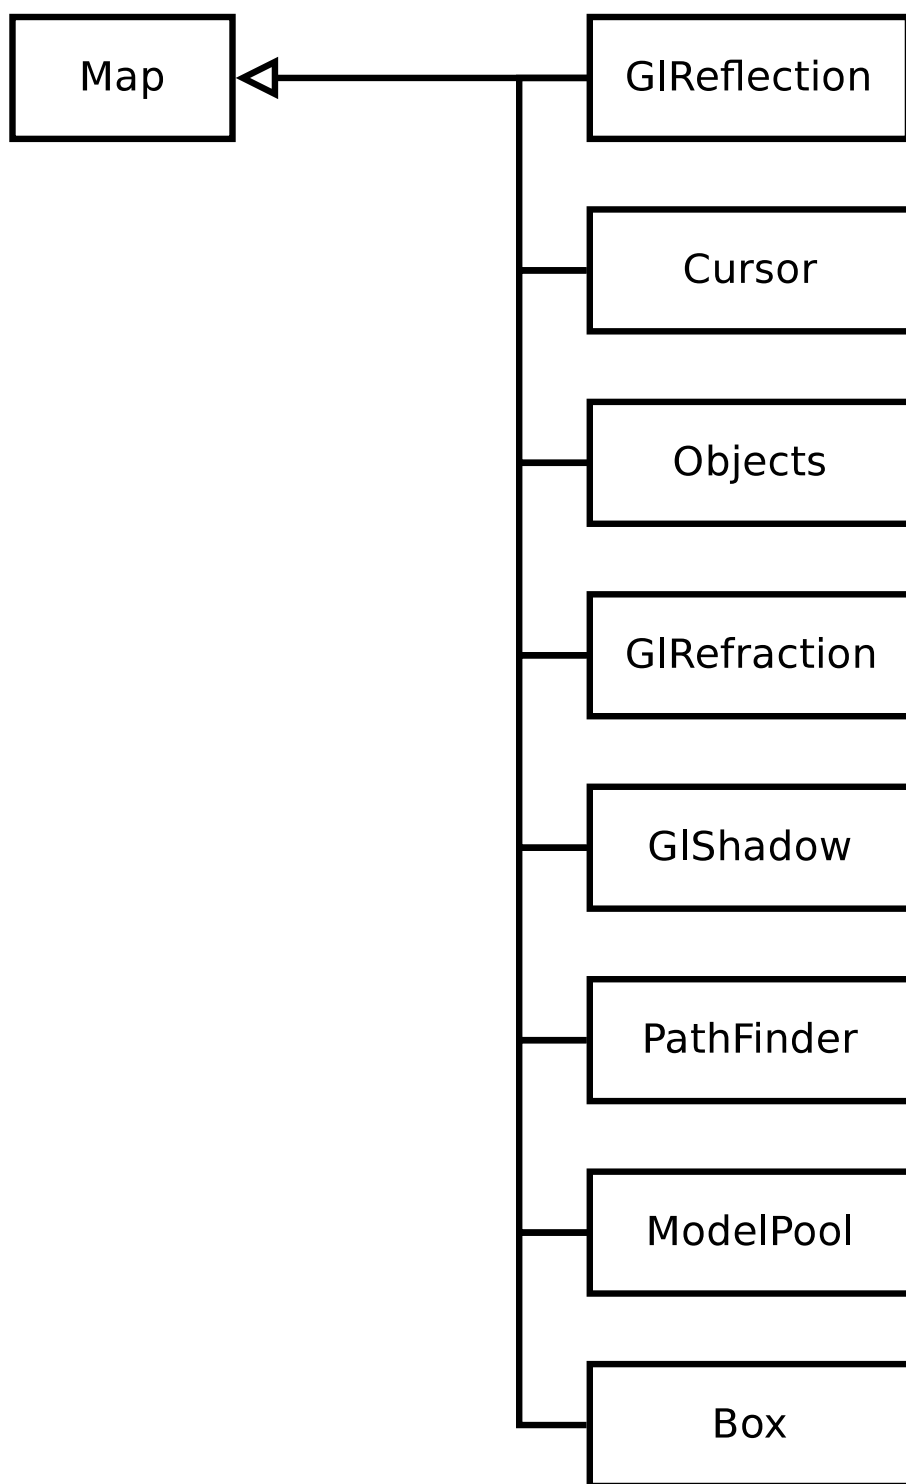 Map
GlReflection
Cursor
Objects
GlRefraction
GlShadow
PathFinder
ModelPool
Box